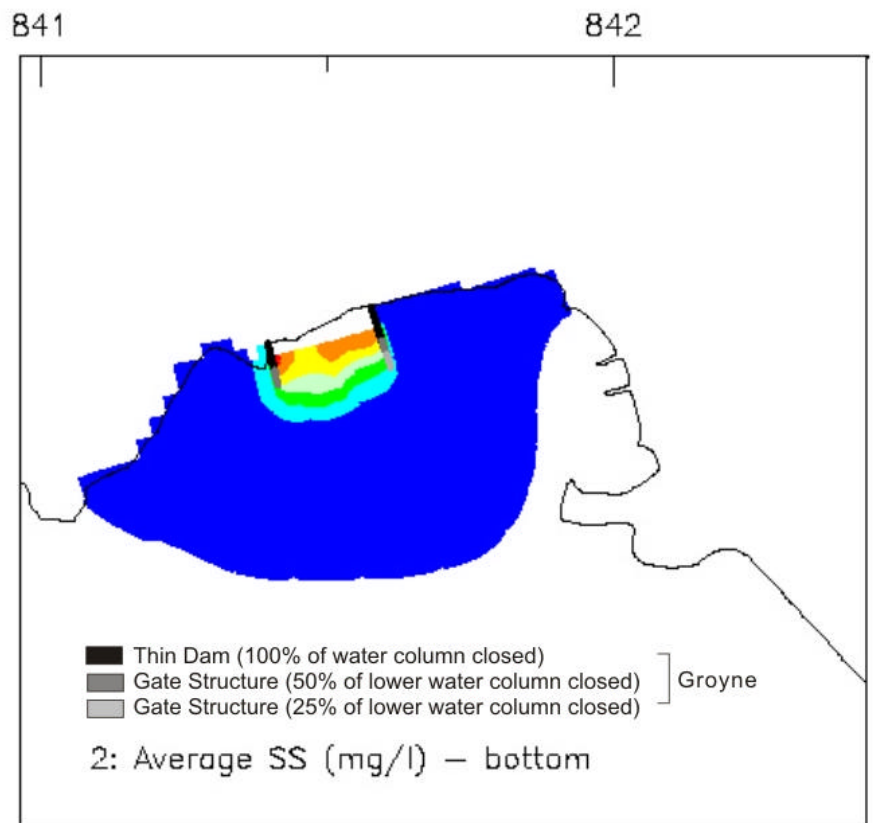 841 842
Thin Dam (100% of water column closed)
Gate Structure (50% of lower water column closed) Groyne
Gate Structure (25% of lower water column closed)
2: Average SS (mg/l) – bottom